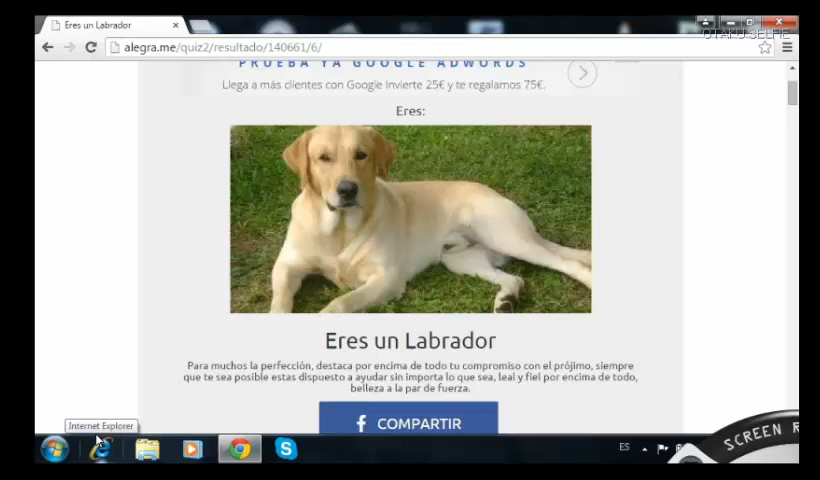 Eres un Labrador
OTAKU SELFIE
alegra.me/quiz2/resultado/140661/6/
PRUEBA YA GOOGLE ADWORDS
Llega a más clientes con Google Invierte 25€ y te regalamos 75€.
Eres:
Eres un Labrador
Para muchos la perfección, destaca por encima de todo tu compromiso con el prójimo, siempre
que te sea posible estas dispuesto a ayudar sin importa lo que sea, leal y fiel por encima de todo,
belleza a la par de fuerza.
f COMPARTIR
Internet Explorer
ES
SCREEN R